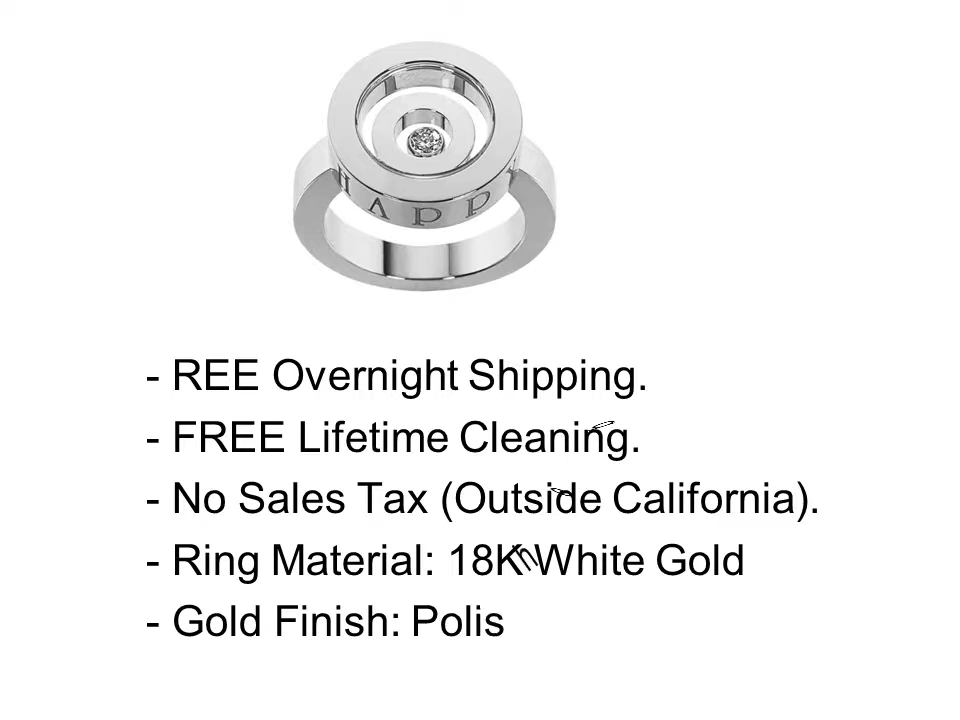 HAPPY
- REE Overnight Shipping.
- FREE Lifetime Cleaning.
- No Sales Tax (Outside California).
- Ring Material: 18K White Gold
- Gold Finish: Polis